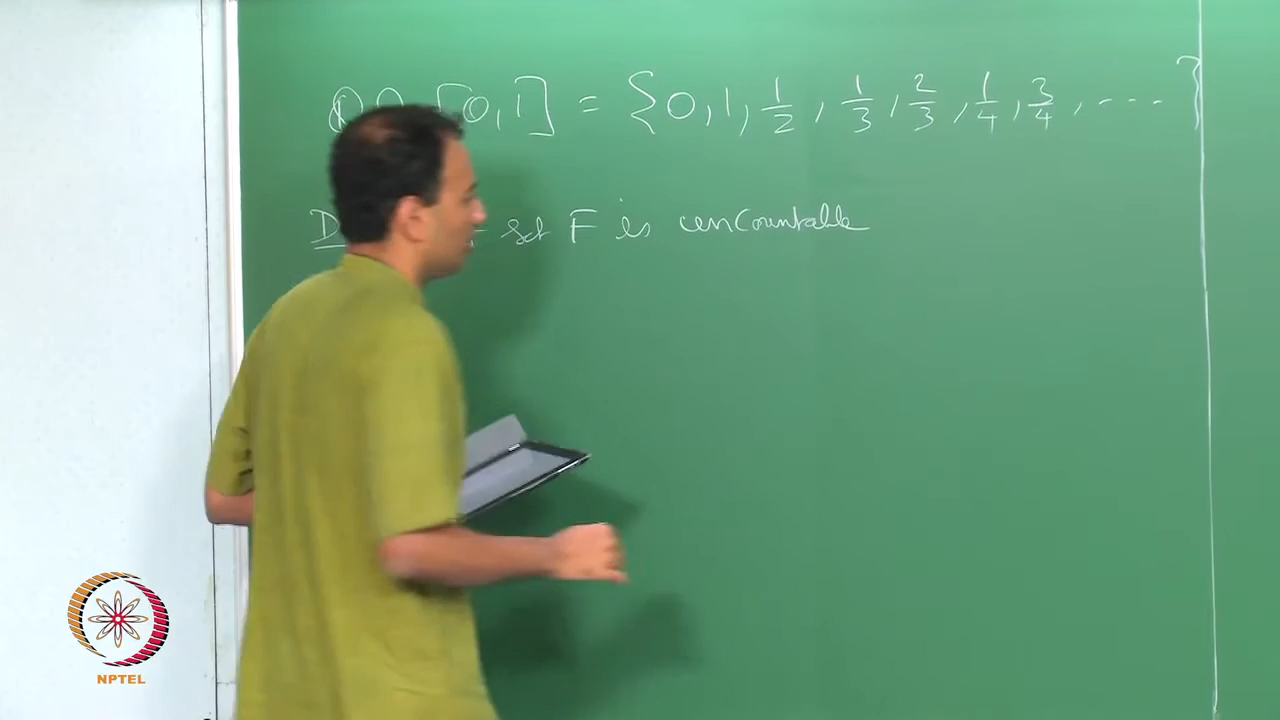 [0,1] = {0, 1, 1/2, 1/3, 2/3, 1/4, 3/4, ... }
set F is uncountable
NPTEL